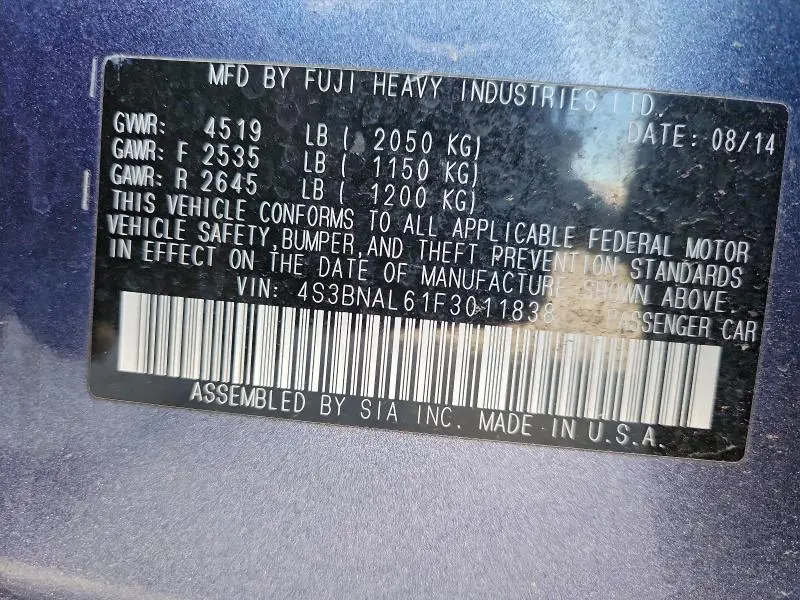 MFD BY FUJI HEAVY INDUSTRIES LTD.
GVWR: 4519 LB ( 2050 KG) DATE: 08/14
GAWR: F 2535 LB ( 1150 KG)
GAWR: R 2645 LB ( 1200 KG)
THIS VEHICLE CONFORMS TO ALL APPLICABLE FEDERAL MOTOR
VEHICLE SAFETY, BUMPER, AND THEFT PREVENTION STANDARDS
IN EFFECT ON THE DATE OF MANUFACTURE SHOWN ABOVE.
VIN: 4S3BNAL61F3011838 PASSENGER CAR
ASSEMBLED BY SIA INC. MADE IN U.S.A.